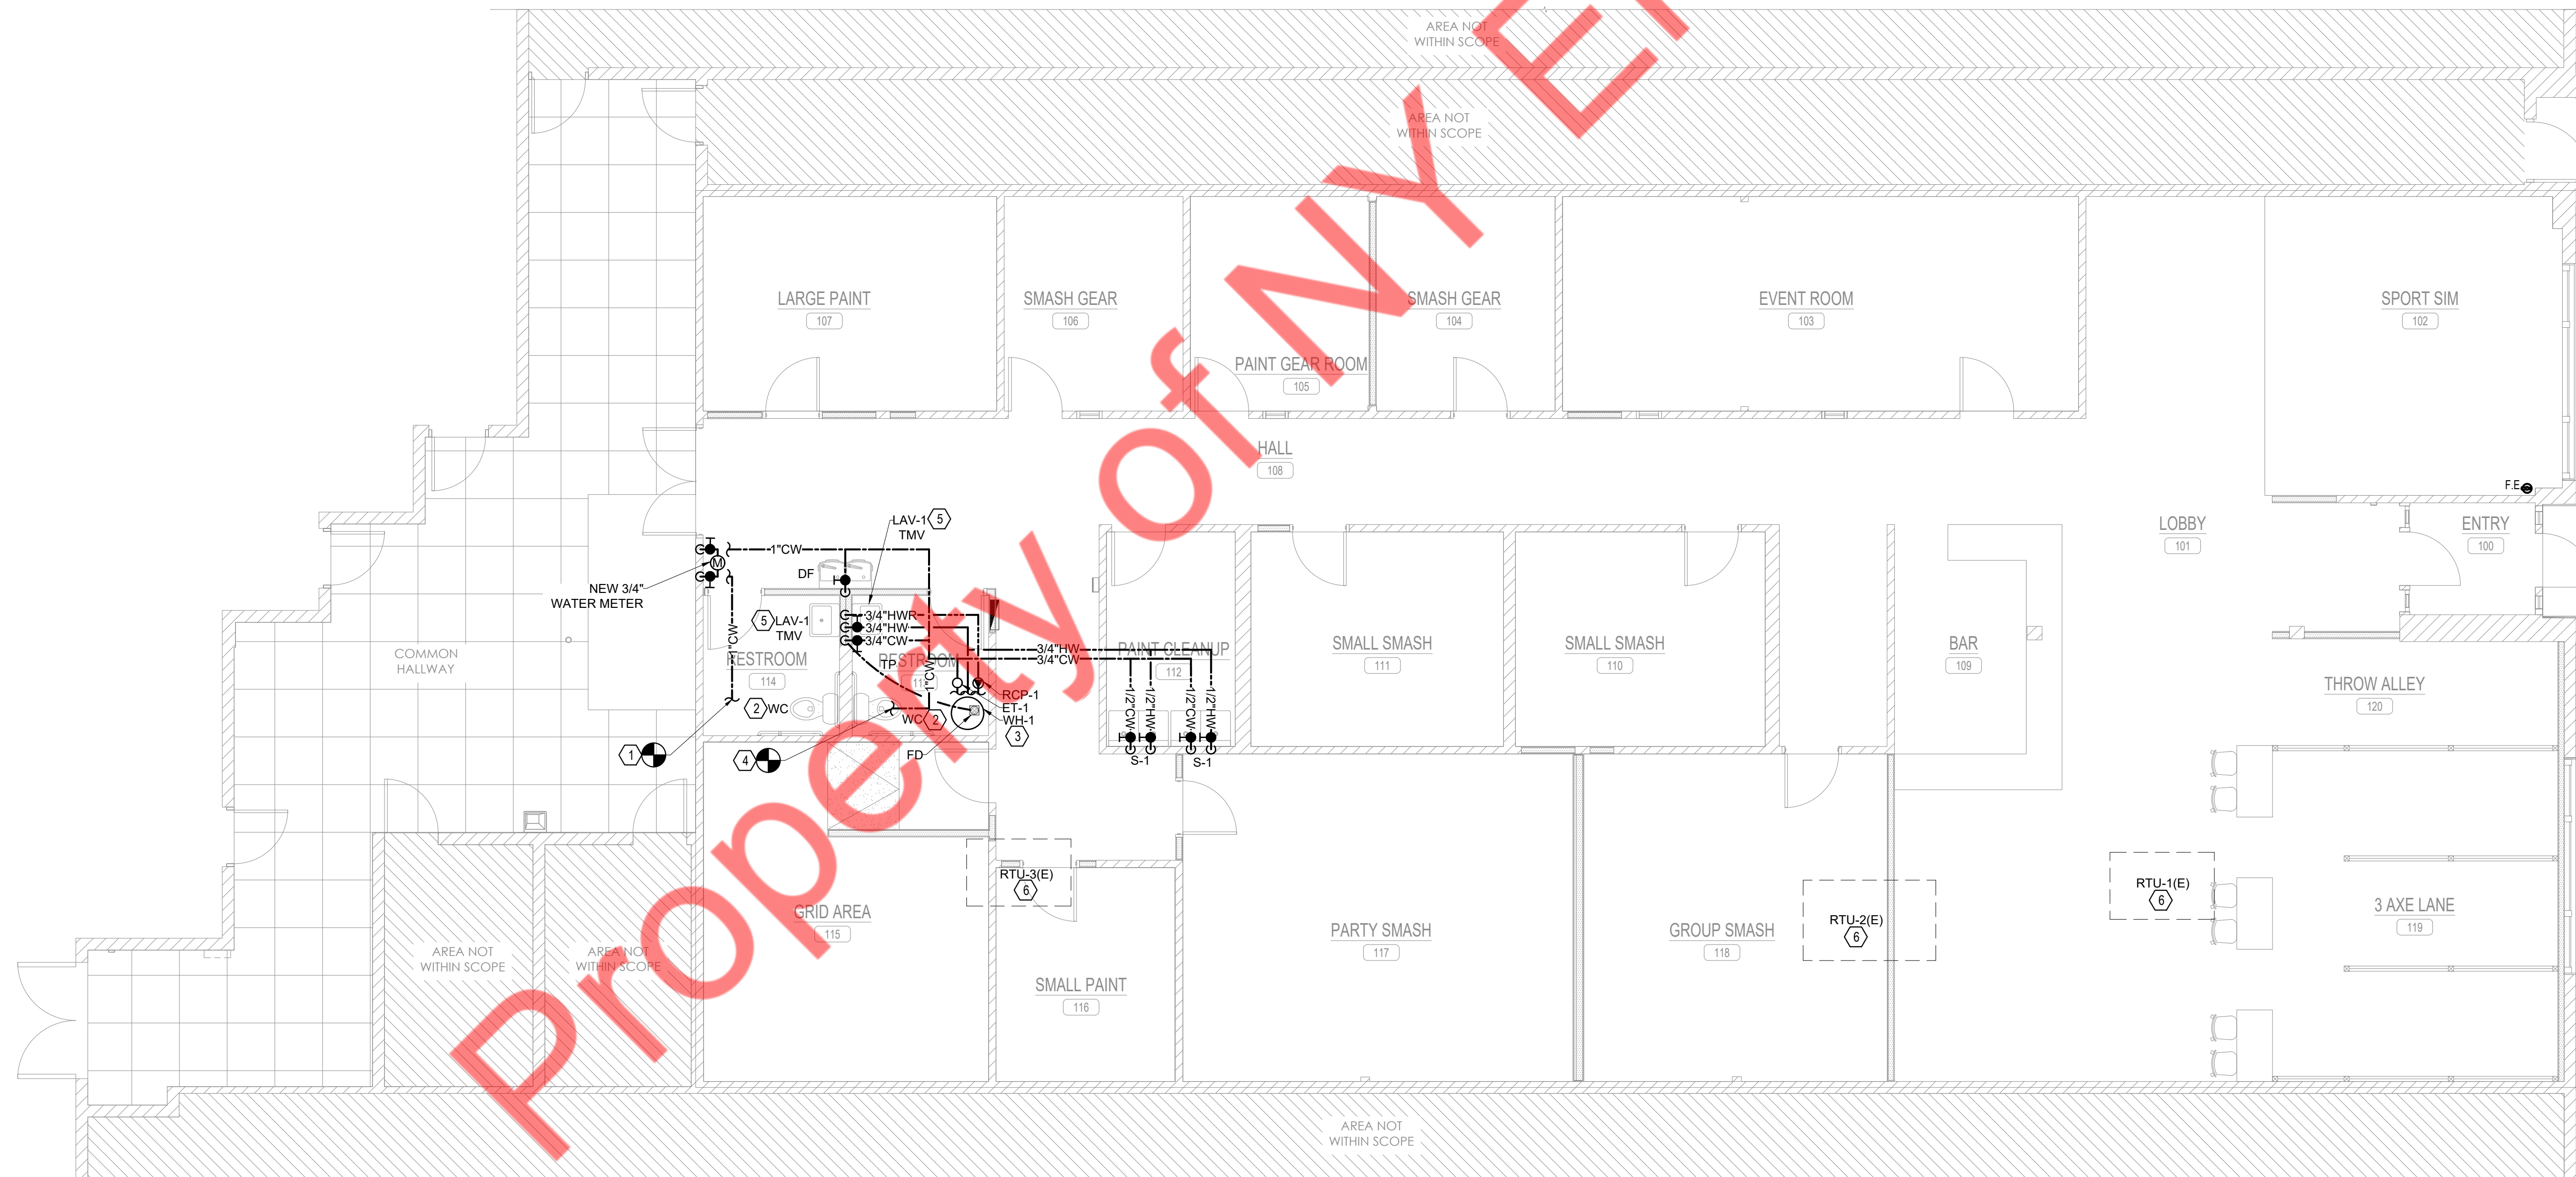 AREA NOT
WITHIN SCOPE
AREA NOT
WITHIN SCOPE
LARGE PAINT
107
SMASH GEAR
106
PAINT GEAR ROOM
105
SMASH GEAR
104
EVENT ROOM
103
SPORT SIM
102
HALL
108
F.E.
LOBBY
101
ENTRY
100
LAV-1 5
TMV
1"CW
DF
M
NEW 3/4"
WATER METER
5 LAV-1
TMV
3/4"HWR
3/4"HW
3/4"CW
1"CW
RESTROOM
114
TP
RESTROOM
1"CW
3/4"HW
3/4"CW
PAINT CLEANUP
112
1/2"CW
1/2"HW
1/2"CW
1/2"HW
SMALL SMASH
111
SMALL SMASH
110
BAR
109
COMMON
HALLWAY
RCP-1
ET-1
WH-1
3
2 WC
WC 2
FD
1
4
S-1
S-1
THROW ALLEY
120
RTU-3(E)
6
RTU-2(E)
6
RTU-1(E)
6
GRID AREA
115
PARTY SMASH
117
GROUP SMASH
118
3 AXE LANE
119
SMALL PAINT
116
AREA NOT
WITHIN SCOPE
AREA NOT
WITHIN SCOPE
AREA NOT
WITHIN SCOPE
Property of NY E